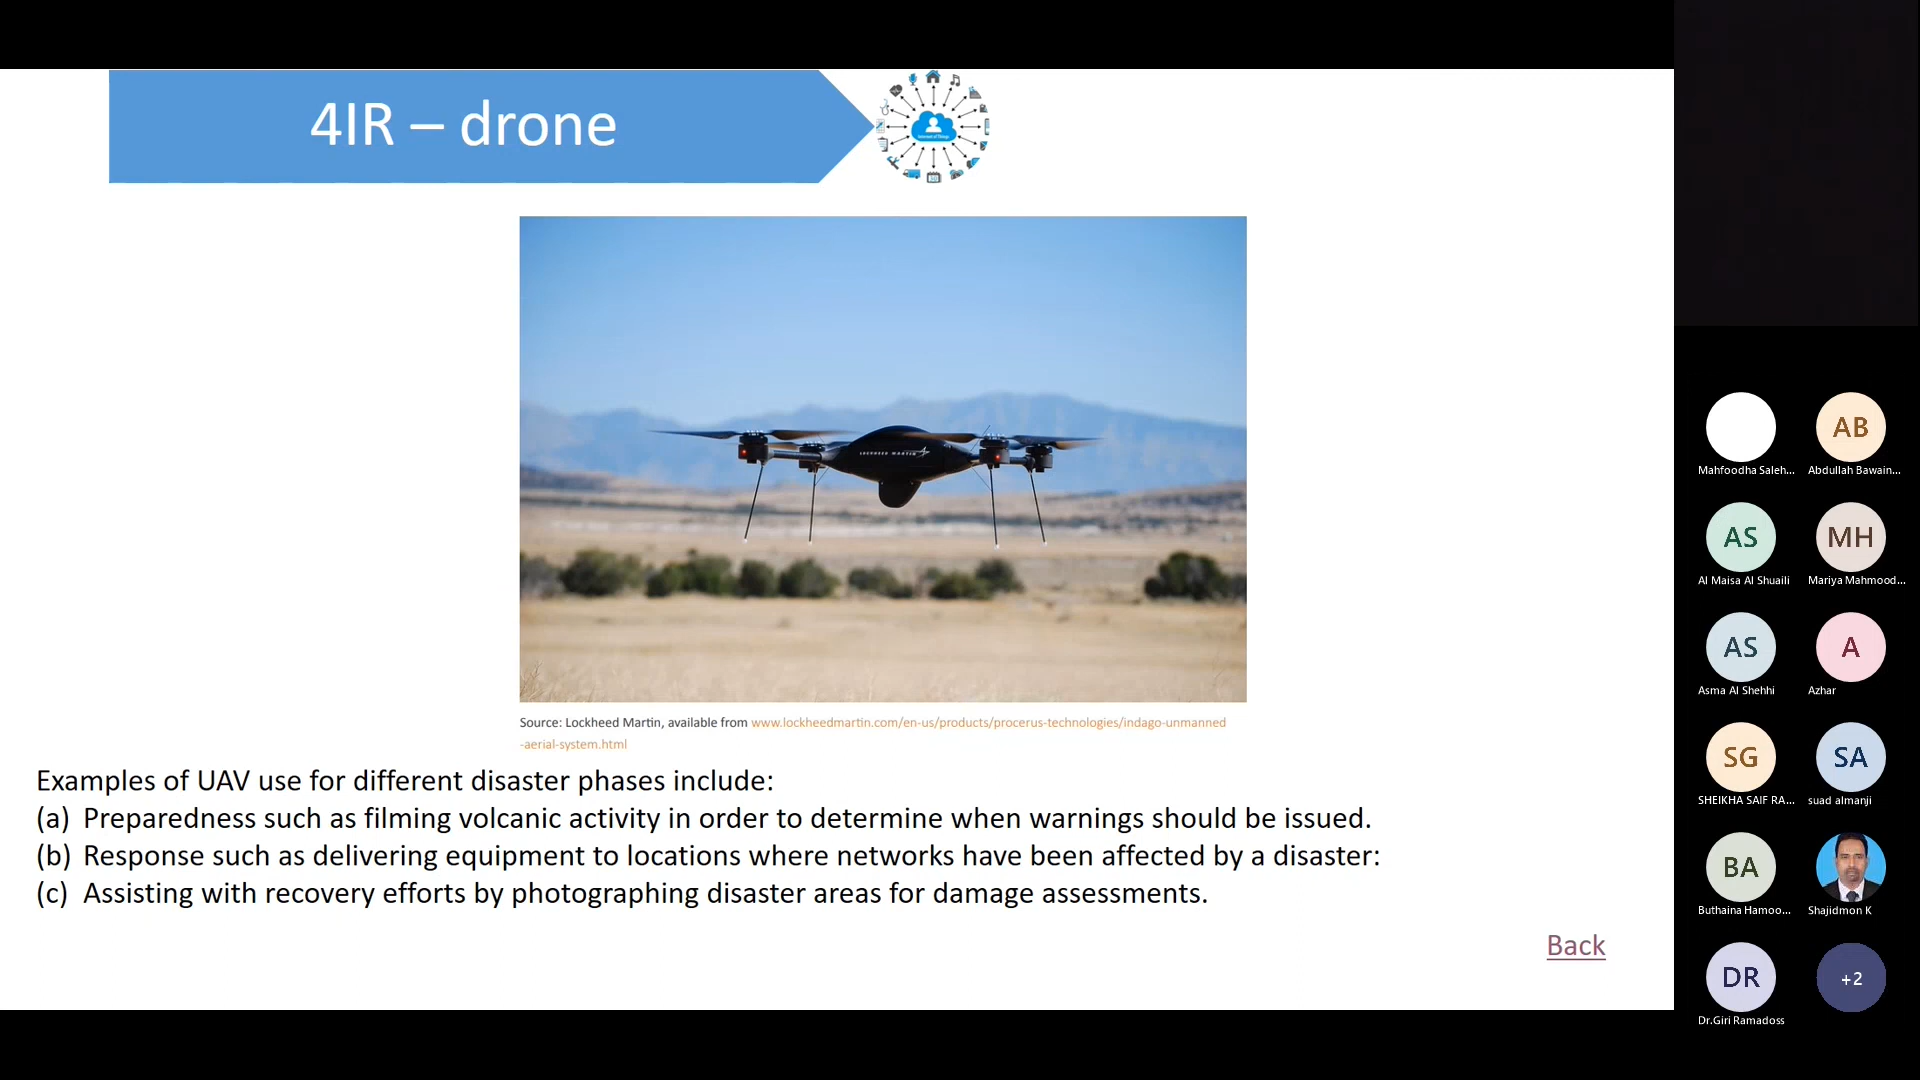 4IR – drone
LOCKHEED MARTIN
Source: Lockheed Martin, available from www.lockheedmartin.com/en-us/products/procerus-technologies/indago-unmanned
-aerial-system.html
Examples of UAV use for different disaster phases include:
(a) Preparedness such as filming volcanic activity in order to determine when warnings should be issued.
(b) Response such as delivering equipment to locations where networks have been affected by a disaster:
(c) Assisting with recovery efforts by photographing disaster areas for damage assessments.
Back
Mahfoodha Saleh...
AB
Abdullah Bawain...
AS
Al Maisa Al Shuaili
MH
Mariya Mahmood...
AS
Asma Al Shehhi
A
Azhar
SG
SHEIKHA SAIF RA...
SA
suad almanji
BA
Buthaina Hamoo...
Shajidmon K
DR
Dr.Giri Ramadoss
+2